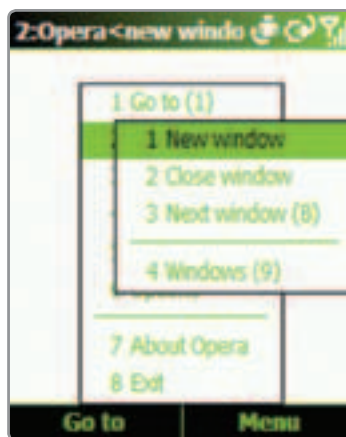 2:Opera<new windo
1 Go to (1)
1 New window
2 Close window
3 Next window (8)
4 Windows (9)
7 About Opera
8 Exit
Go to Menu